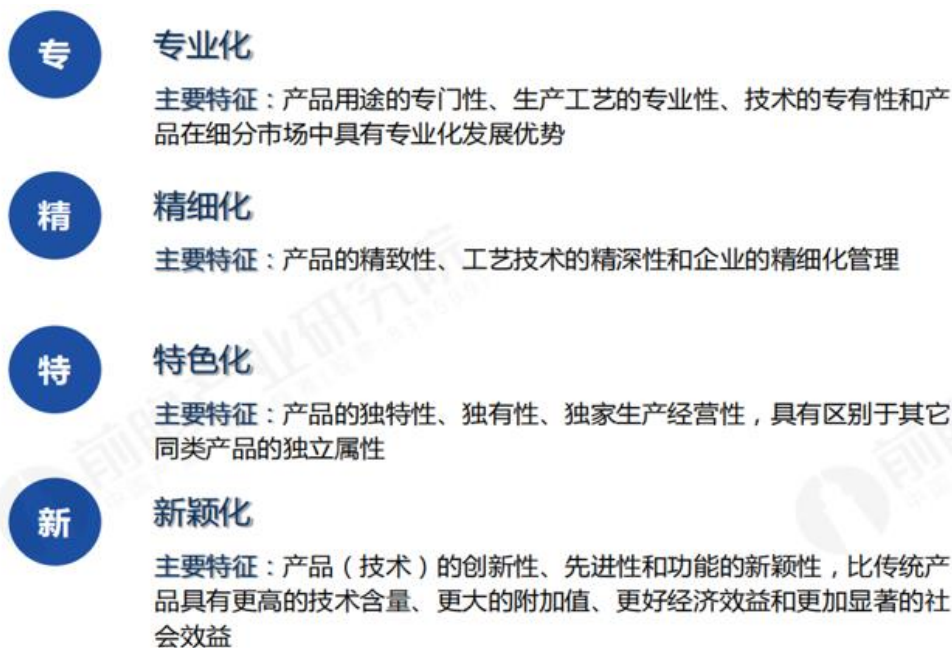 专
专业化
主要特征：产品用途的专门性、生产工艺的专业性、技术的专有性和产
品在细分市场中具有专业化发展优势
精
精细化
主要特征：产品的精致性、工艺技术的精深性和企业的精细化管理
特
特色化
主要特征：产品的独特性、独有性、独家生产经营性，具有区别于其它
同类产品的独立属性
新
新颖化
主要特征：产品（技术）的创新性、先进性和功能的新颖性，比传统产
品具有更高的技术含量、更大的附加值、更好经济效益和更加显著的社
会效益
前瞻产业研究院